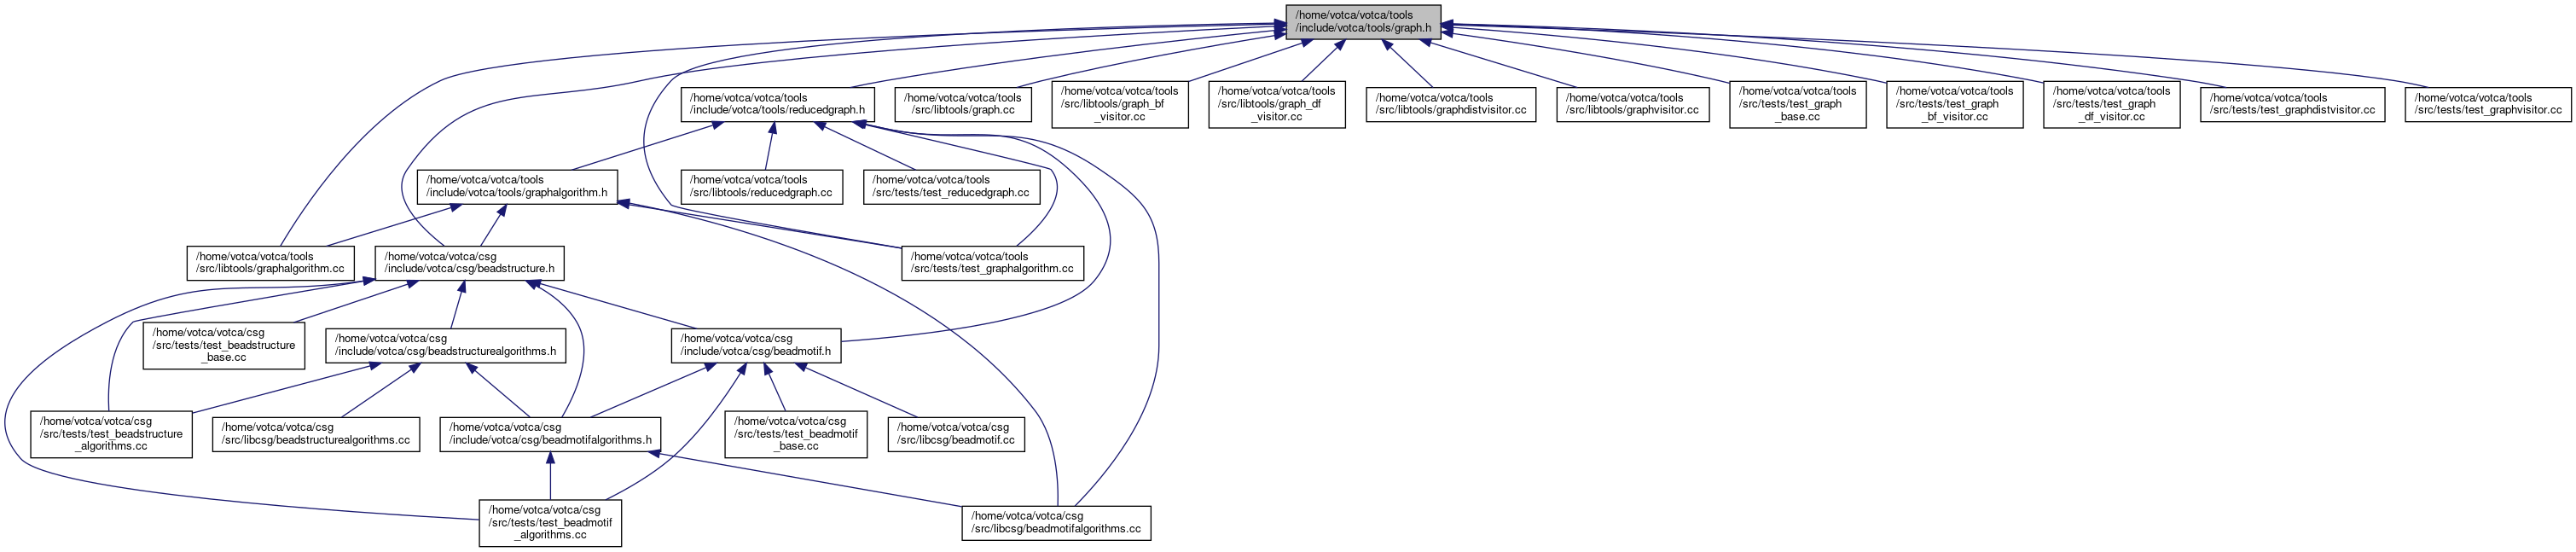 /home/votca/votca/tools
/include/votca/tools/graph.h
/home/votca/votca/tools
/include/votca/tools/reducedgraph.h
/home/votca/votca/tools
/src/libtools/graph.cc
/home/votca/votca/tools
/src/libtools/graph_bf
_visitor.cc
/home/votca/votca/tools
/src/libtools/graph_df
_visitor.cc
/home/votca/votca/tools
/src/libtools/graphdistvisitor.cc
/home/votca/votca/tools
/src/libtools/graphvisitor.cc
/home/votca/votca/tools
/src/tests/test_graph
_base.cc
/home/votca/votca/tools
/src/tests/test_graph
_bf_visitor.cc
/home/votca/votca/tools
/src/tests/test_graph
_df_visitor.cc
/home/votca/votca/tools
/src/tests/test_graphdistvisitor.cc
/home/votca/votca/tools
/src/tests/test_graphvisitor.cc
/home/votca/votca/tools
/include/votca/tools/graphalgorithm.h
/home/votca/votca/tools
/src/libtools/reducedgraph.cc
/home/votca/votca/tools
/src/tests/test_reducedgraph.cc
/home/votca/votca/tools
/src/libtools/graphalgorithm.cc
/home/votca/votca/csg
/include/votca/csg/beadstructure.h
/home/votca/votca/tools
/src/tests/test_graphalgorithm.cc
/home/votca/votca/csg
/src/tests/test_beadstructure
_base.cc
/home/votca/votca/csg
/include/votca/csg/beadstructurealgorithms.h
/home/votca/votca/csg
/include/votca/csg/beadmotif.h
/home/votca/votca/csg
/src/tests/test_beadstructure
_algorithms.cc
/home/votca/votca/csg
/src/libcsg/beadstructurealgorithms.cc
/home/votca/votca/csg
/include/votca/csg/beadmotifalgorithms.h
/home/votca/votca/csg
/src/tests/test_beadmotif
_base.cc
/home/votca/votca/csg
/src/libcsg/beadmotif.cc
/home/votca/votca/csg
/src/tests/test_beadmotif
_algorithms.cc
/home/votca/votca/csg
/src/libcsg/beadmotifalgorithms.cc